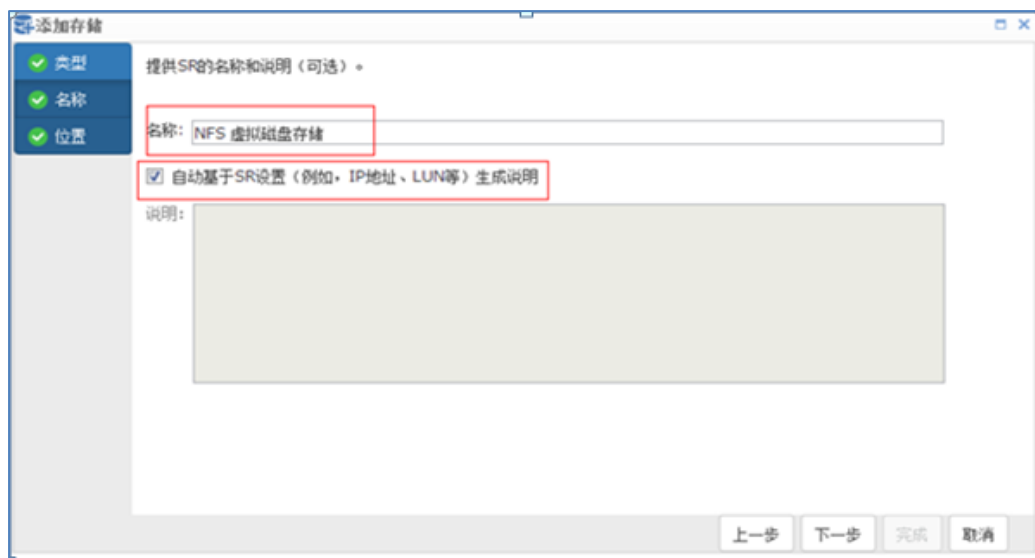 添加存储
类型
名称
位置
提供SR的名称和说明（可选）。
名称: NFS 虚拟磁盘存储
自动基于SR设置（例如，IP地址、LUN等）生成说明
说明:
上一步 下一步 完成 取消